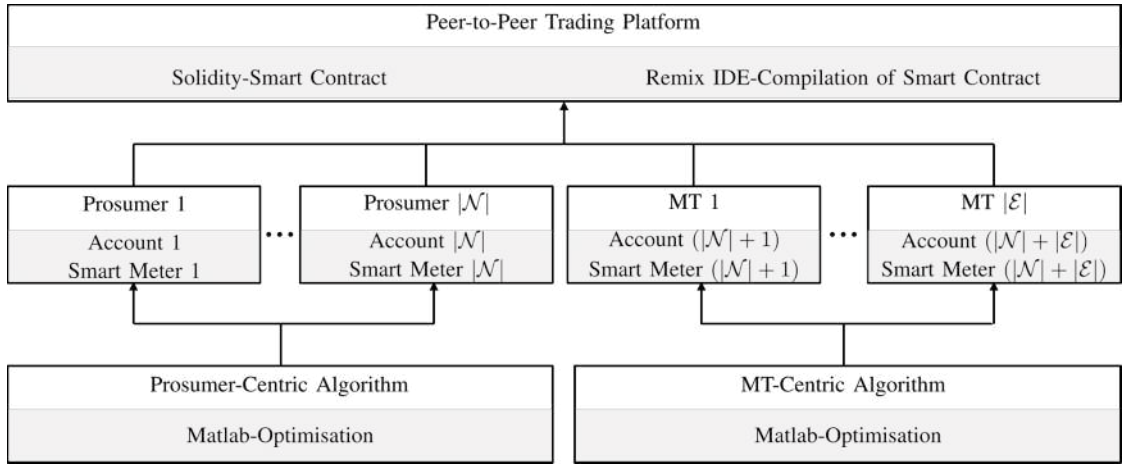 Peer-to-Peer Trading Platform
Solidity-Smart Contract
Remix IDE-Compilation of Smart Contract
Prosumer 1
Account 1
Smart Meter 1
...
Prosumer |𝒩|
Account |𝒩|
Smart Meter |𝒩|
MT 1
Account (|𝒩| + 1)
Smart Meter (|𝒩| + 1)
...
MT |ℰ|
Account (|𝒩| + |ℰ|)
Smart Meter (|𝒩| + |ℰ|)
Prosumer-Centric Algorithm
Matlab-Optimisation
MT-Centric Algorithm
Matlab-Optimisation